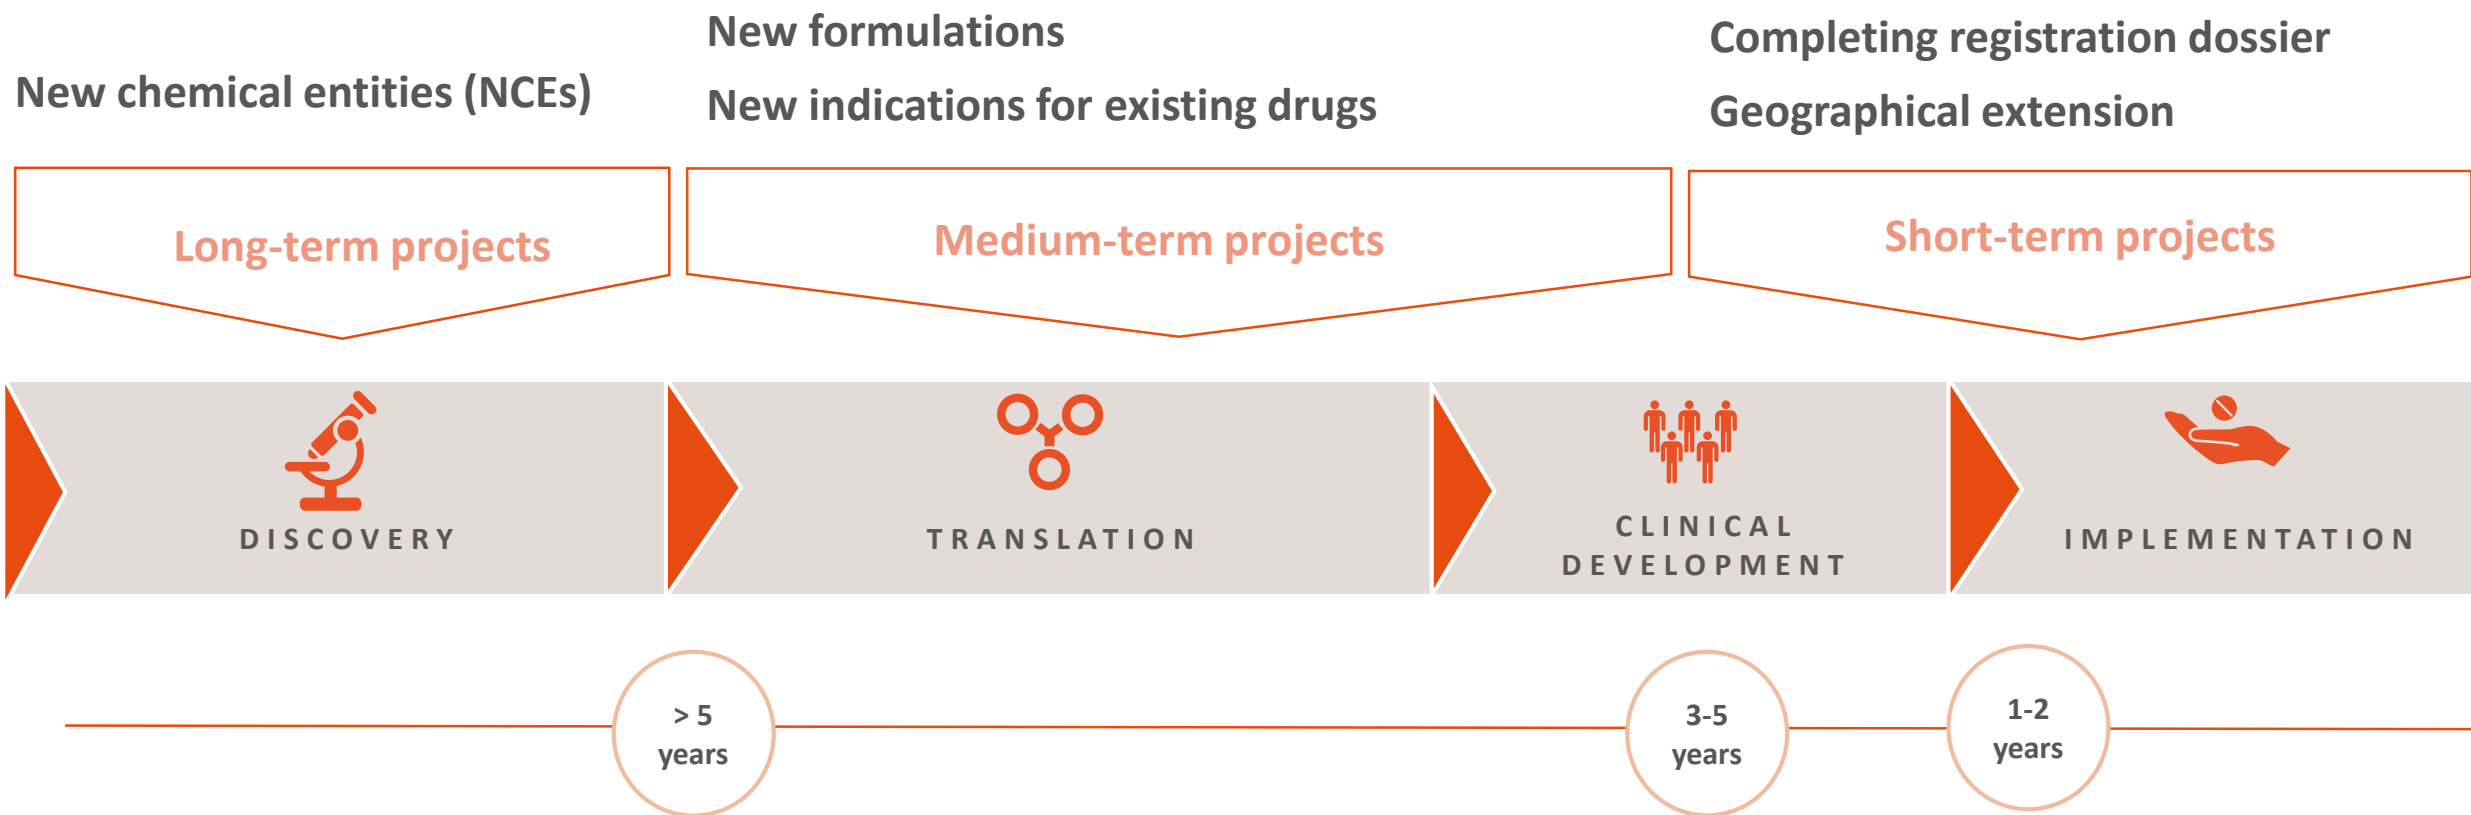 New chemical entities (NCEs)
New formulations
New indications for existing drugs
Completing registration dossier
Geographical extension
Long-term projects
Medium-term projects
Short-term projects
DISCOVERY
TRANSLATION
CLINICAL
DEVELOPMENT
IMPLEMENTATION
> 5
years
3-5
years
1-2
years